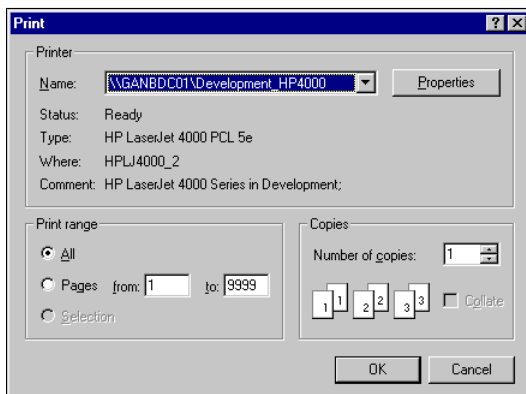 Print
Printer
Name: \\GANBDC01\Development_HP4000 Properties
Status: Ready
Type: HP LaserJet 4000 PCL 5e
Where: HPLJ4000_2
Comment: HP LaserJet 4000 Series in Development;
Print range
All
Pages from: 1 to: 9999
Selection
Copies
Number of copies: 1
1 1 2 2 3 3 Collate
OK Cancel